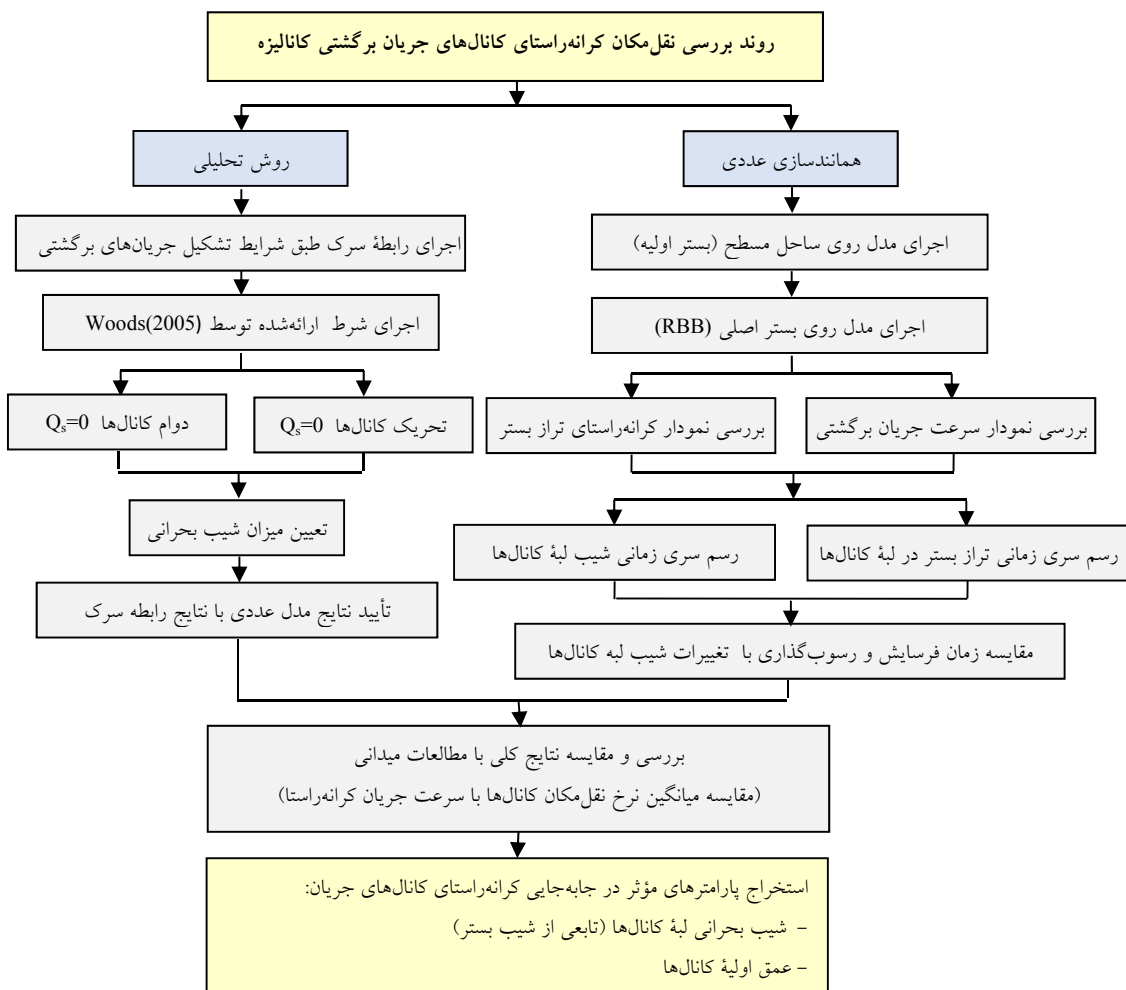 روند بررسی نقل‌مکان کرانه‌راستای کانال‌های جریان برگشتی کانالیزه
همانندسازی عددی
روش تحلیلی
اجرای مدل روی ساحل مسطح (بستر اولیه)
اجرای رابطۀ سرک طبق شرایط تشکیل جریان‌های برگشتی
اجرای مدل روی بستر اصلی (RBB)
اجرای شرط ارائه‌شده توسط Woods(2005)
بررسی نمودار سرعت جریان برگشتی
بررسی نمودار کرانه‌راستای تراز بستر
تحریک کانال‌ها Qₛ=0
دوام کانال‌ها Qₛ=0
رسم سری زمانی تراز بستر در لبۀ کانال‌ها
رسم سری زمانی شیب لبۀ کانال‌ها
تعیین میزان شیب بحرانی
مقایسه زمان فرسایش و رسوب‌گذاری با تغییرات شیب لبه کانال‌ها
تأیید نتایج مدل عددی با نتایج رابطه سرک
بررسی و مقایسه نتایج کلی با مطالعات میدانی
(مقایسه میانگین نرخ نقل‌مکان کانال‌ها با سرعت جریان کرانه‌راستا)
استخراج پارامترهای مؤثر در جابه‌جایی کرانه‌راستای کانال‌های جریان:
– شیب بحرانی لبۀ کانال‌ها (تابعی از شیب بستر)
– عمق اولیۀ کانال‌ها